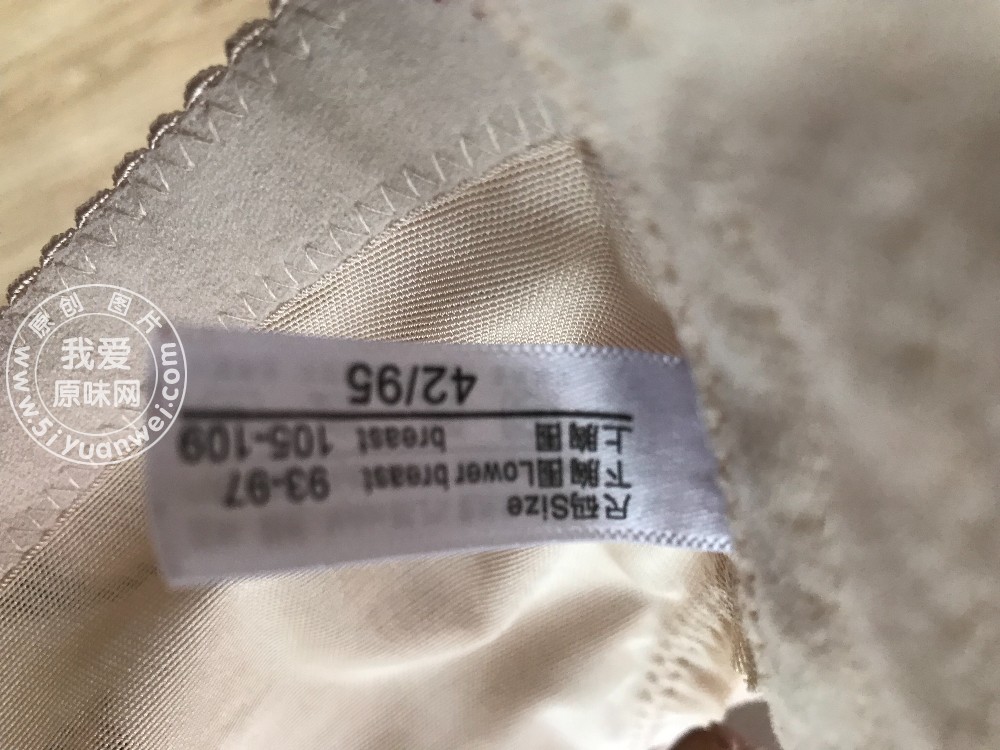 尺码Size
下胸围Lower breast 93-97
上胸围 breast 105-109
42/95
原创图片
我爱
原味网
www.5iyuanwei.com